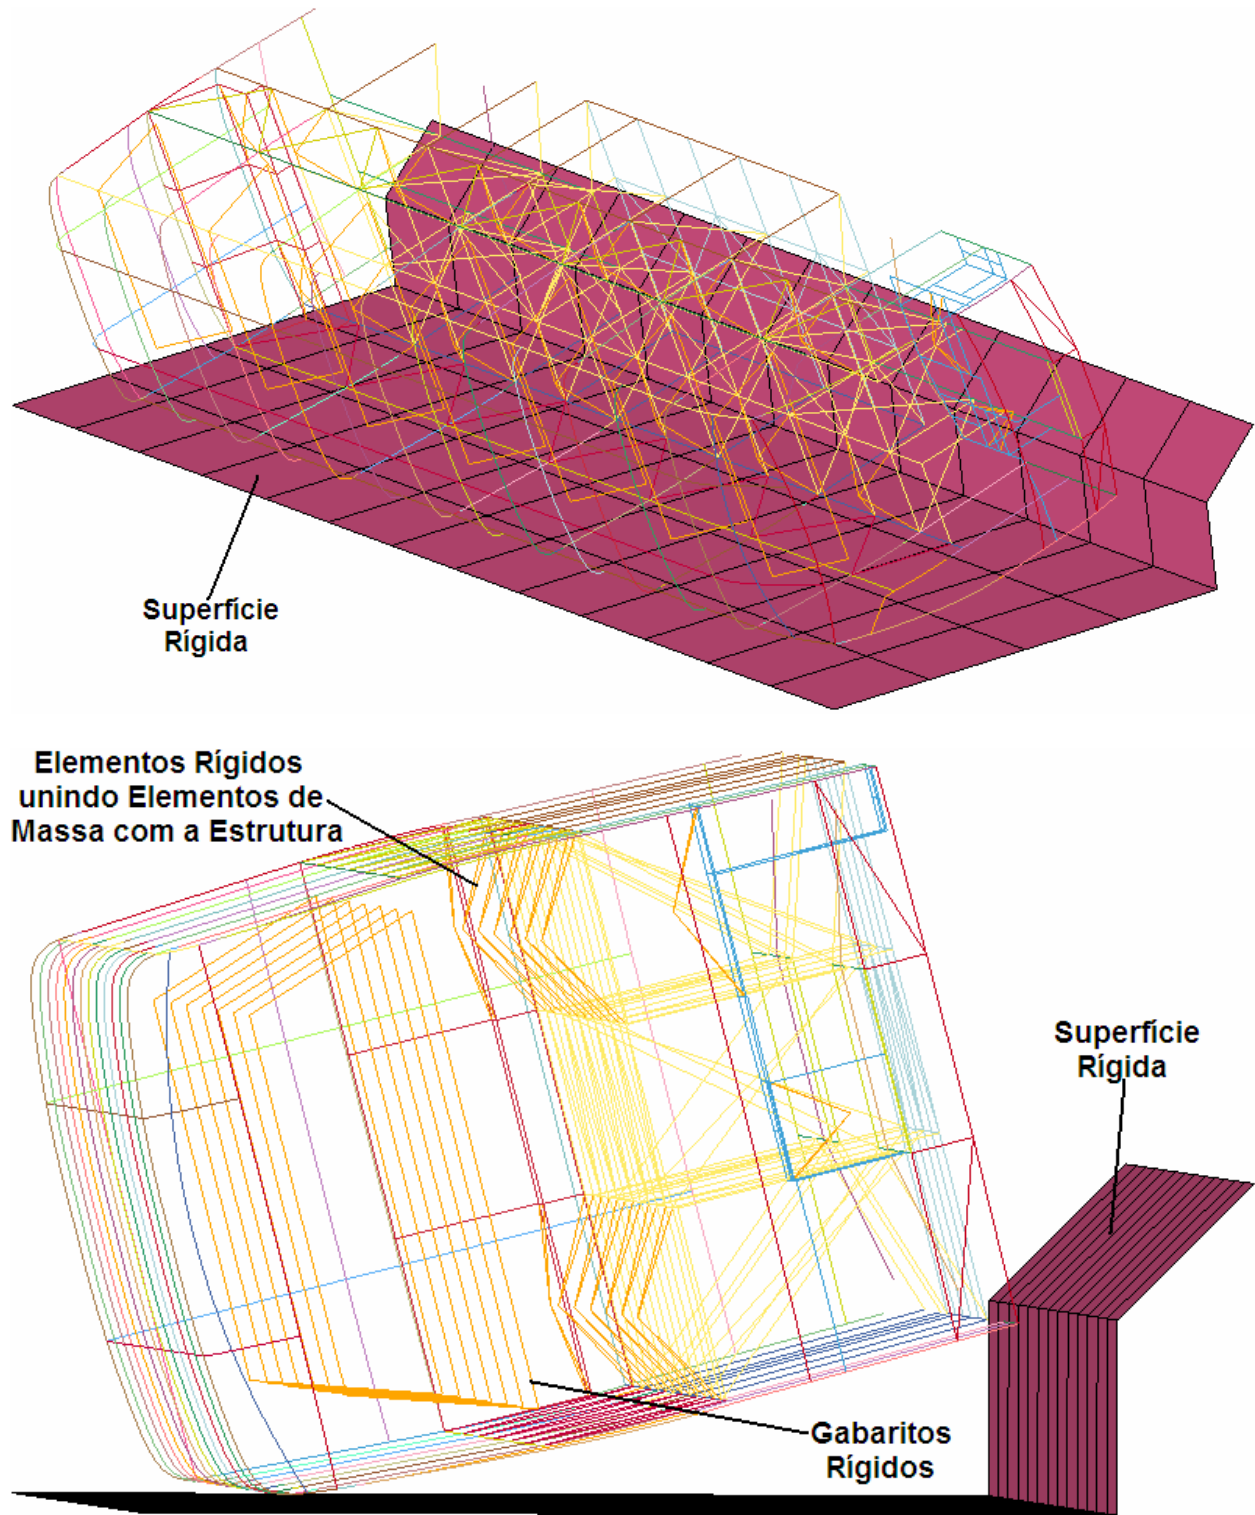 Superfície
Rígida
Elementos Rígidos
unindo Elementos de
Massa com a Estrutura
Superfície
Rígida
Gabaritos
Rígidos